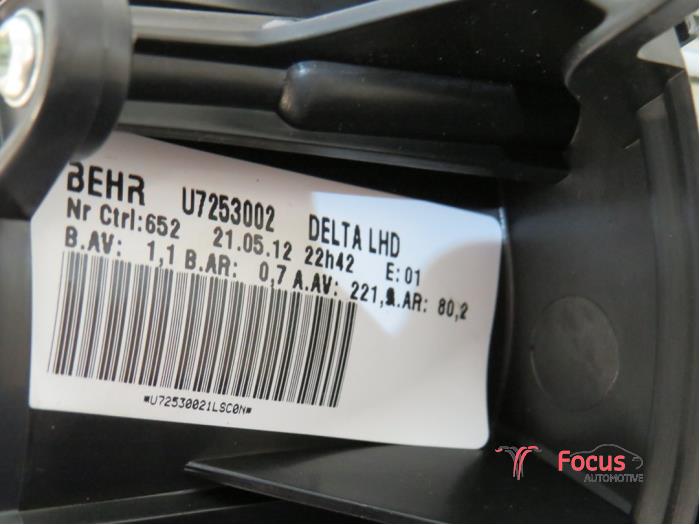 BEHR U7253002 DELTA LHD
Nr Ctrl:652 21.05.12 22h42 E:01
B.AV: 1,1 B.AR: 0,7 A.AV: 221, A.AR: 80,2
*U72530021LSC0N*
Focus
AUTOMOTIVE